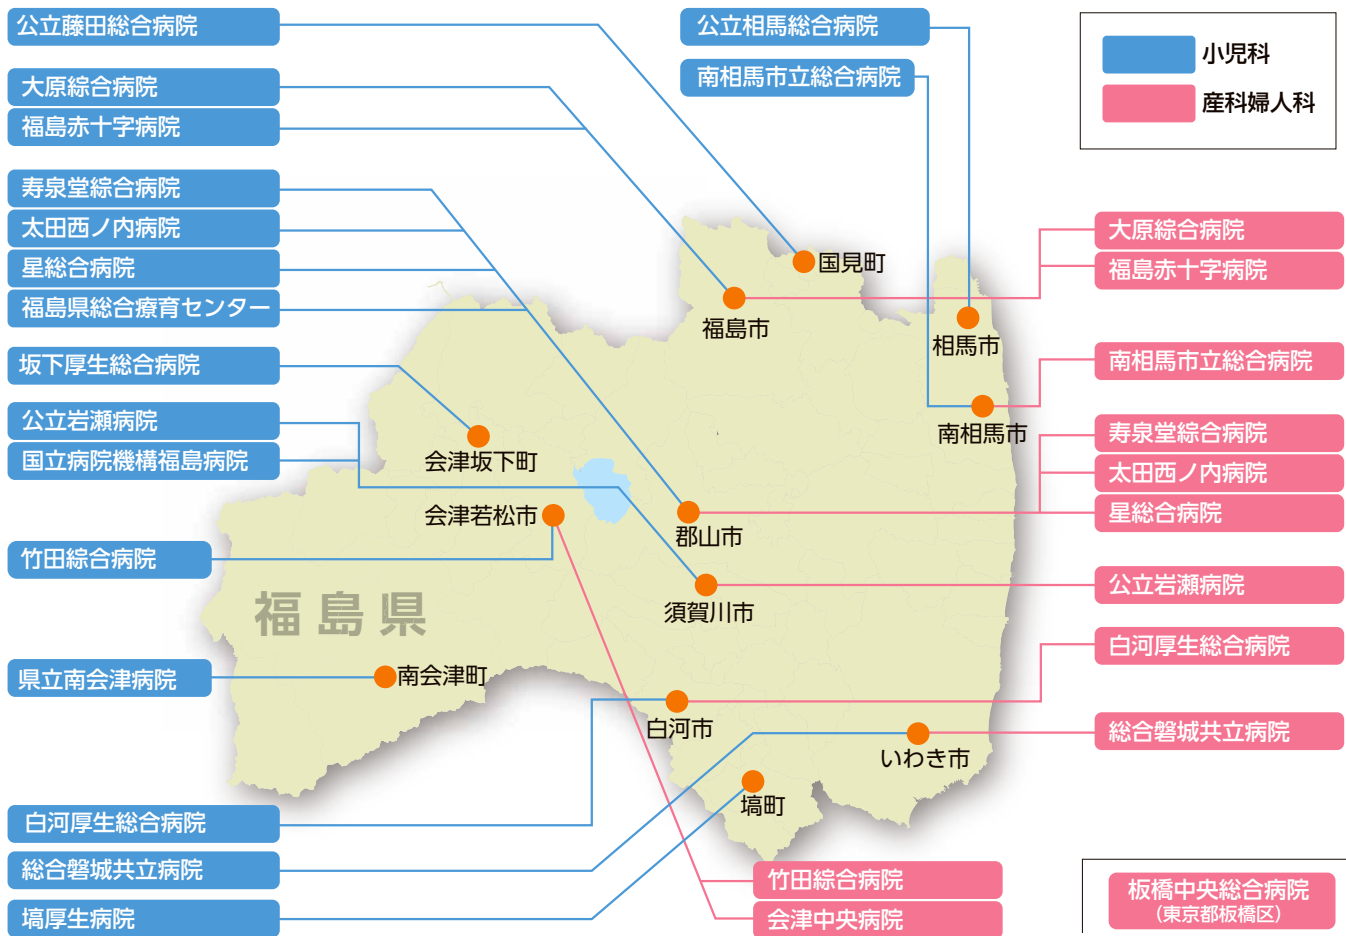 公立藤田総合病院
大原綜合病院
福島赤十字病院
寿泉堂綜合病院
太田西ノ内病院
星総合病院
福島県総合療育センター
坂下厚生総合病院
公立岩瀬病院
国立病院機構福島病院
竹田綜合病院
県立南会津病院
白河厚生総合病院
総合磐城共立病院
塙厚生病院
公立相馬総合病院
南相馬市立総合病院
小児科
産科婦人科
国見町
福島市
相馬市
南相馬市
会津坂下町
会津若松市
郡山市
須賀川市
福島県
南会津町
白河市
いわき市
塙町
大原綜合病院
福島赤十字病院
南相馬市立総合病院
寿泉堂綜合病院
太田西ノ内病院
星総合病院
公立岩瀬病院
白河厚生総合病院
総合磐城共立病院
竹田綜合病院
会津中央病院
板橋中央総合病院
（東京都板橋区）